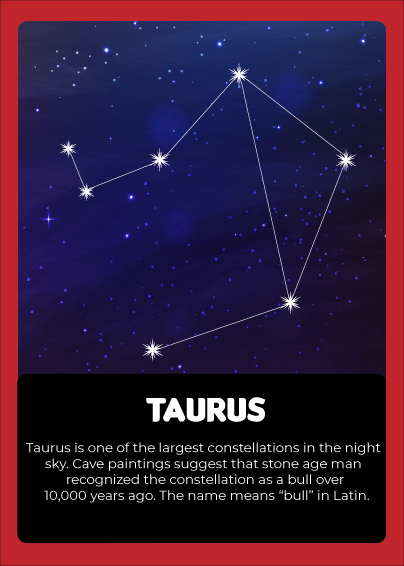 TAURUS
Taurus is one of the largest constellations in the night
sky. Cave paintings suggest that stone age man
recognized the constellation as a bull over
10,000 years ago. The name means “bull” in Latin.